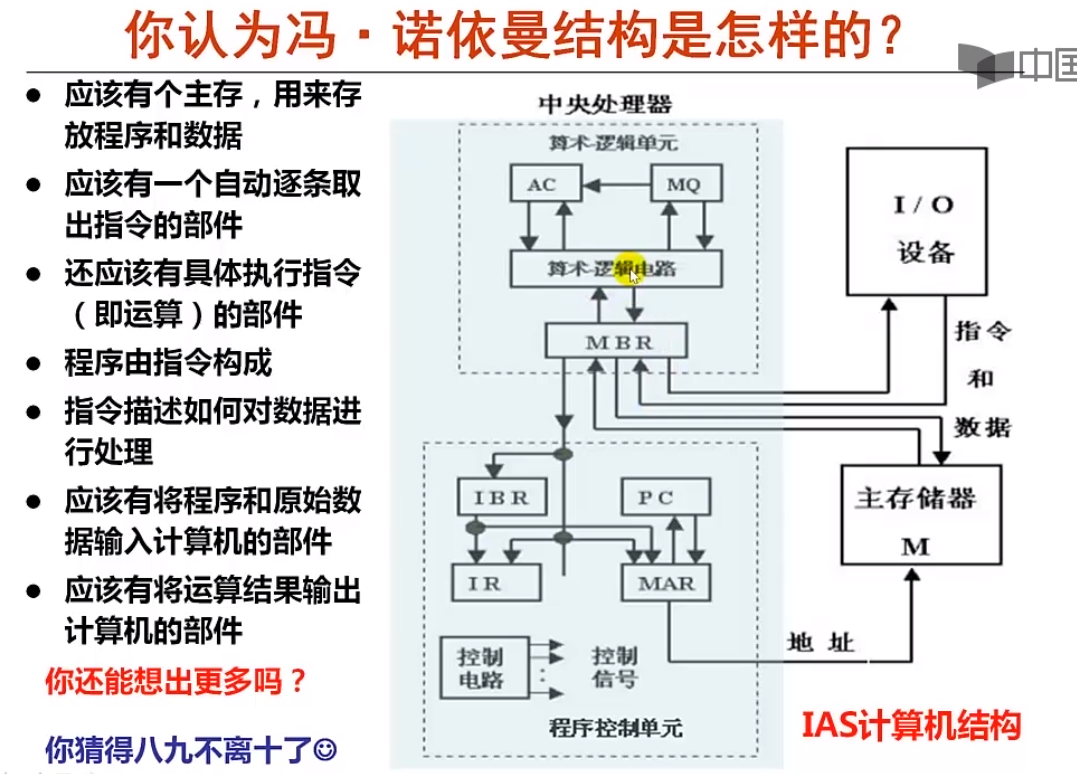 你认为冯·诺依曼结构是怎样的？
中国
● 应该有个主存，用来存
放程序和数据
● 应该有一个自动逐条取
出指令的部件
● 还应该有具体执行指令
（即运算）的部件
● 程序由指令构成
● 指令描述如何对数据进
行处理
● 应该有将程序和原始数
据输入计算机的部件
● 应该有将运算结果输出
计算机的部件
你还能想出更多吗？
你猜得八九不离十了☺
中央处理器
算术-逻辑单元
AC
MQ
算术-逻辑电路
MBR
I/O
设备
指令
和
数据
IBR
PC
主存储器
M
IR
MAR
地址
控制
电路
控制
信号
程序控制单元
IAS计算机结构